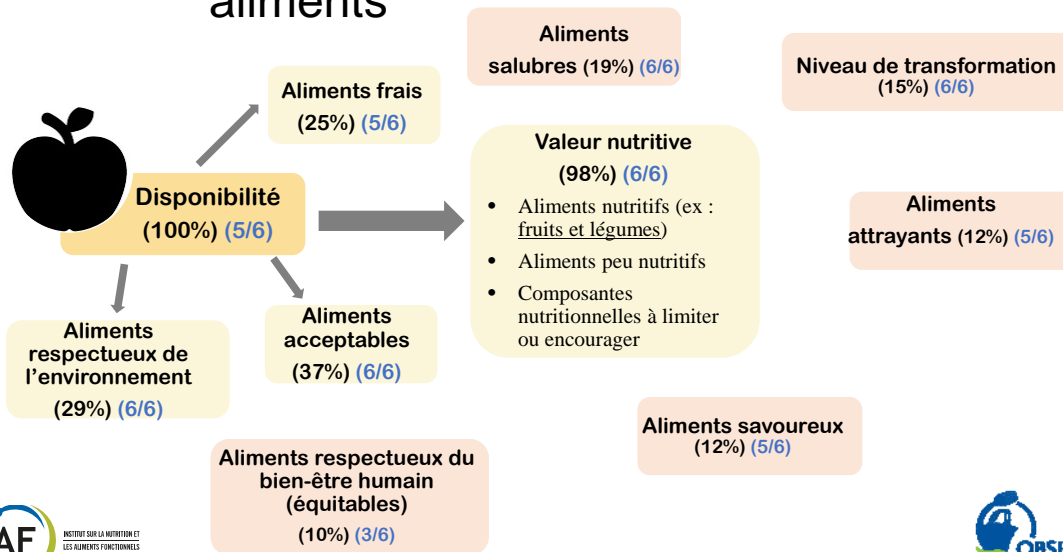 aliments
Aliments
salubres (19%) (6/6)
Niveau de transformation
(15%) (6/6)
Aliments frais
(25%) (5/6)
Valeur nutritive
(98%) (6/6)
• Aliments nutritifs (ex :
fruits et légumes)
• Aliments peu nutritifs
• Composantes
nutritionnelles à limiter
ou encourager
Disponibilité
(100%) (5/6)
Aliments
attrayants (12%) (5/6)
Aliments
respectueux de
l'environnement
(29%) (6/6)
Aliments
acceptables
(37%) (6/6)
Aliments savoureux
(12%) (5/6)
Aliments respectueux du
bien-être humain
(équitables)
(10%) (3/6)
AF
INSTITUT SUR LA NUTRITION ET
LES ALIMENTS FONCTIONNELS